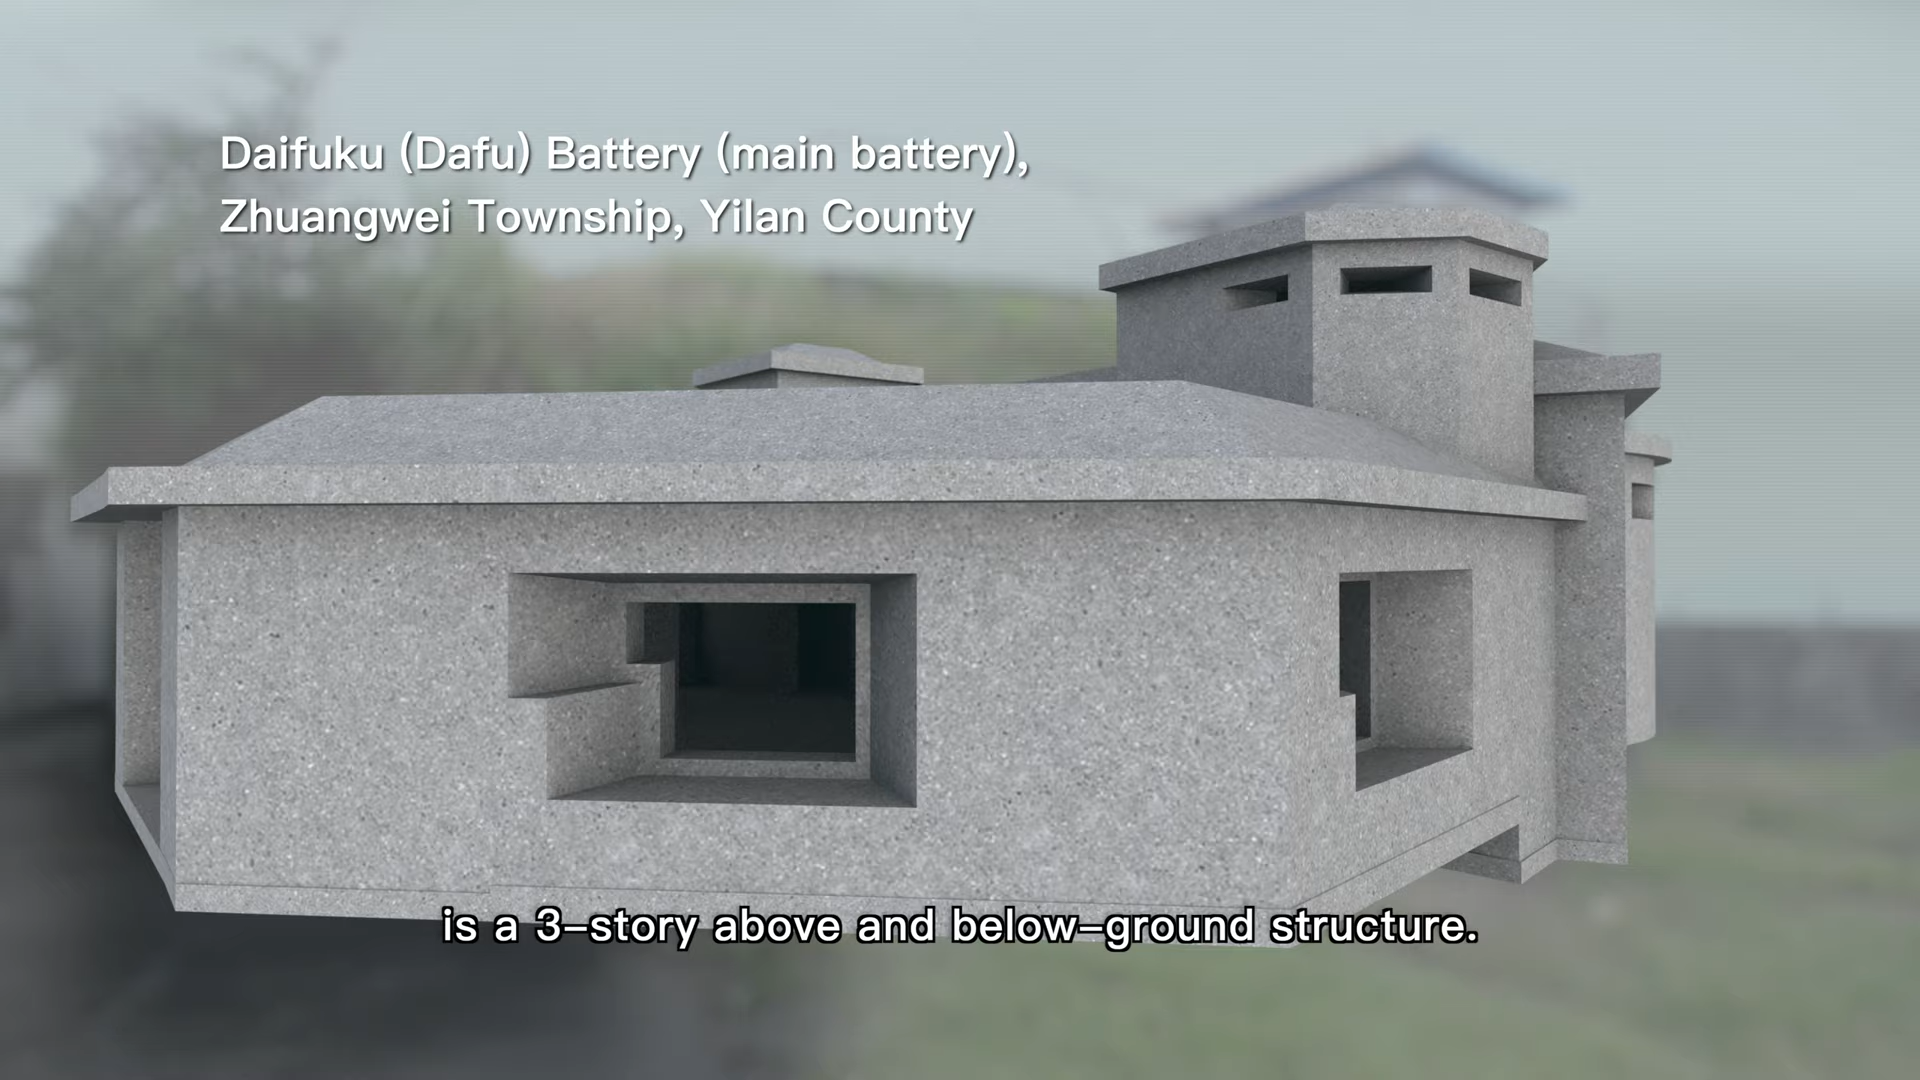 Daifuku (Dafu) Battery (main battery),
Zhuangwei Township, Yilan County
is a 3-story above and below-ground structure.